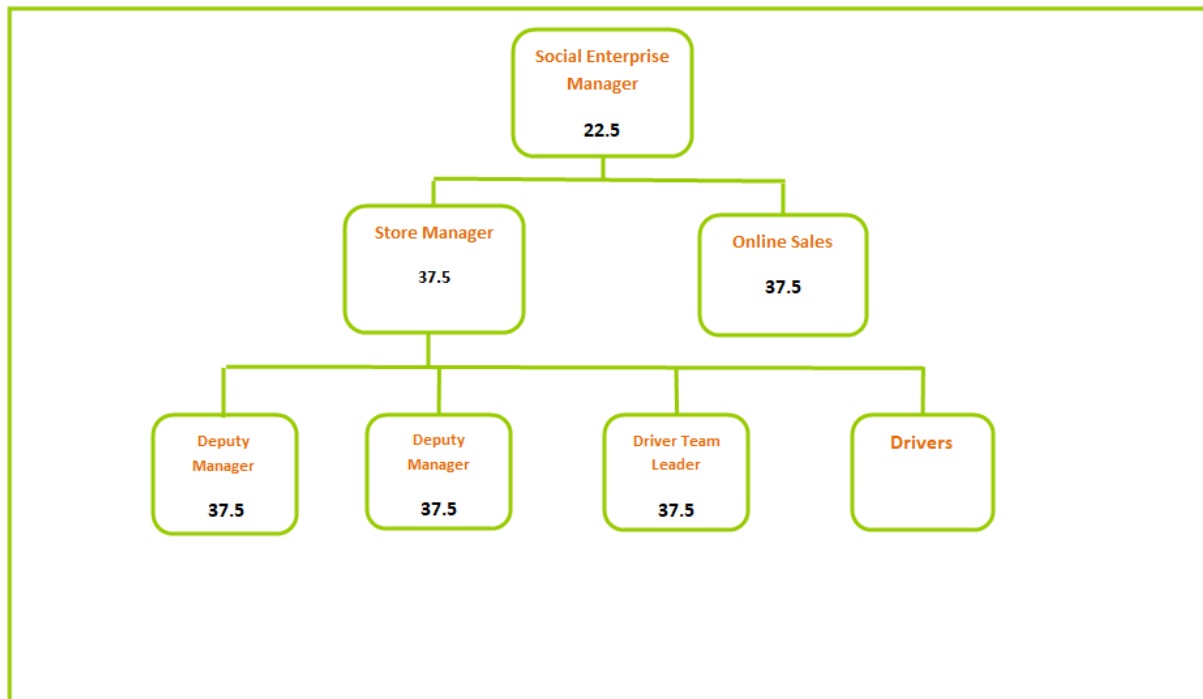 Social Enterprise
Manager
22.5
Store Manager
37.5
Online Sales
37.5
Deputy
Manager
37.5
Deputy
Manager
37.5
Driver Team
Leader
37.5
Drivers